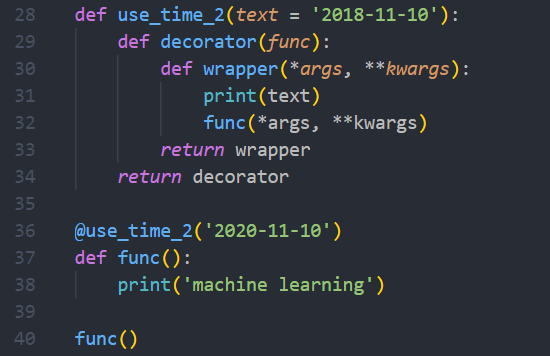 28 def use_time_2(text = '2018-11-10'):
29     def decorator(func):
30         def wrapper(*args, **kwargs):
31             print(text)
32             func(*args, **kwargs)
33         return wrapper
34     return decorator
35
36 @use_time_2('2020-11-10')
37 def func():
38     print('machine learning')
39
40 func()